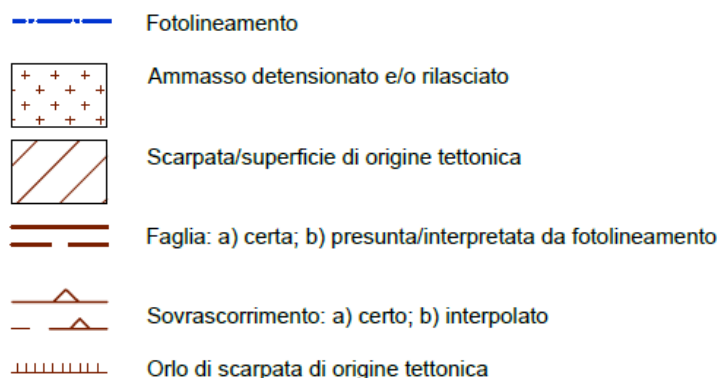 Fotolineamento
Ammasso detensionato e/o rilasciato
Scarpata/superficie di origine tettonica
Faglia: a) certa; b) presunta/interpretata da fotolineamento
Sovrascorrimento: a) certo; b) interpolato
Orlo di scarpata di origine tettonica